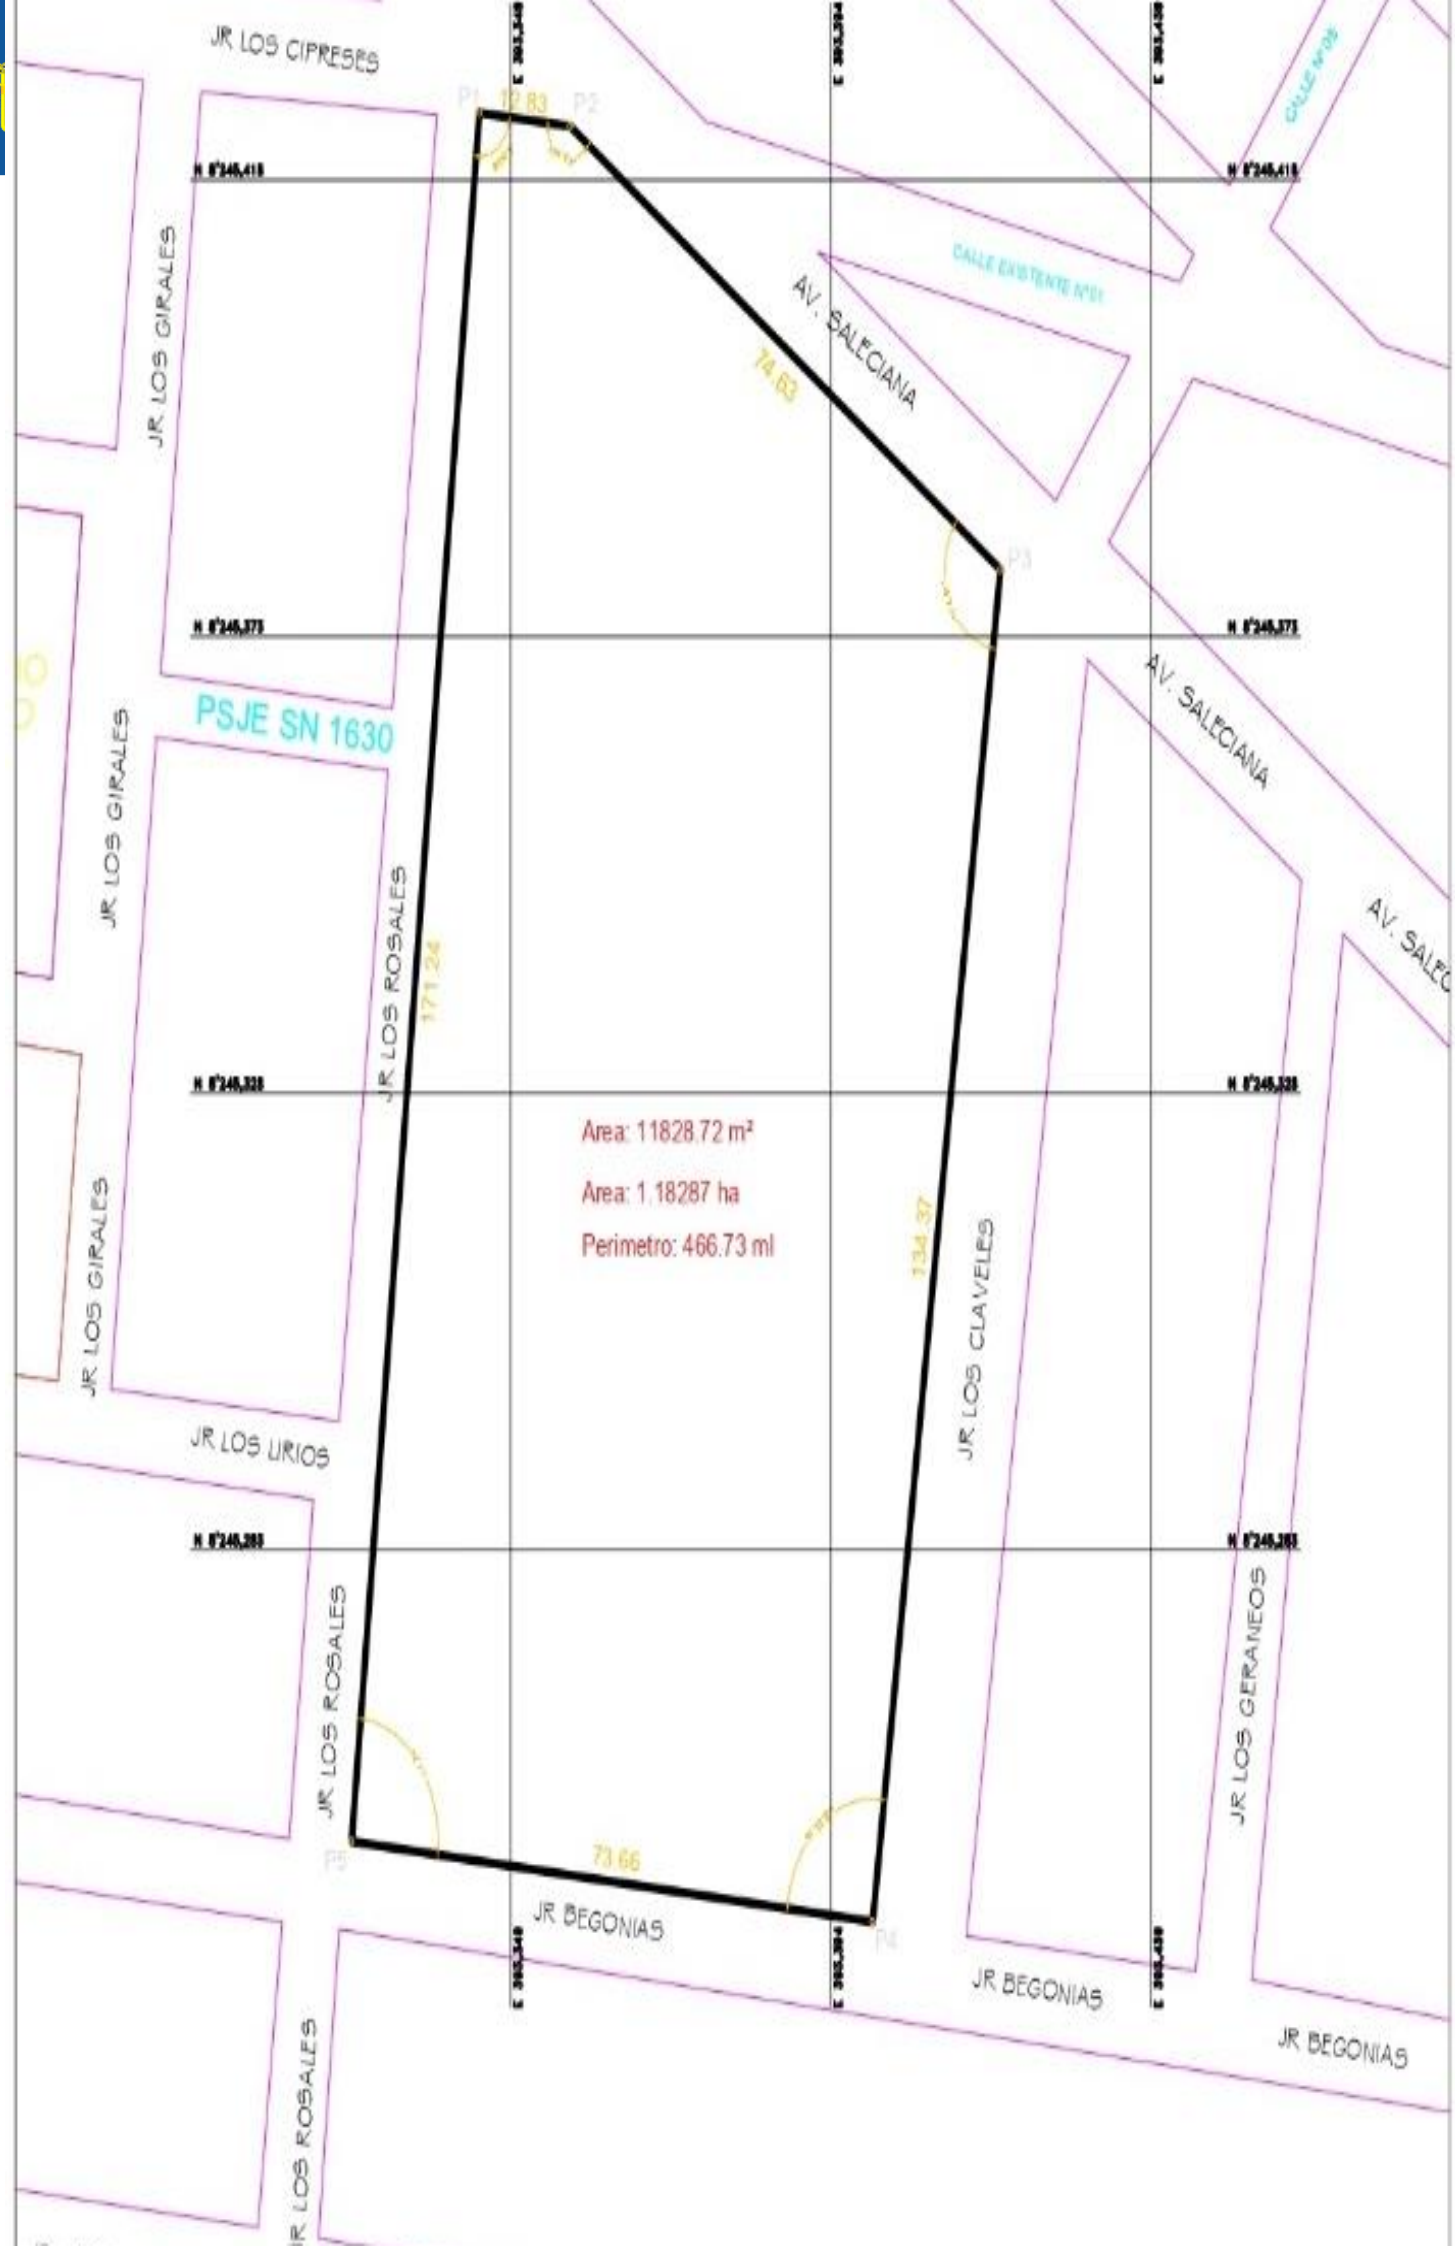 JR LOS CIPRESES
CALLE N°05
P1
12.83
P2
JR LOS GIRALES
CALLE EXISTENTE N°01
AV. SALECIANA
74.63
P3
AV. SALECIANA
PSJE SN 1630
JR LOS GIRALES
JR LOS ROSALES
171.24
AV. SALEC
Area: 11828.72 m²
Area: 1.18287 ha
Perimetro: 466.73 ml
134.37
JR LOS CLAVELES
JR LOS GIRALES
JR LOS LIRIOS
JR LOS ROSALES
JR LOS GERANEOS
P5
73.66
P4
JR BEGONIAS
JR BEGONIAS
JR BEGONIAS
JR LOS ROSALES